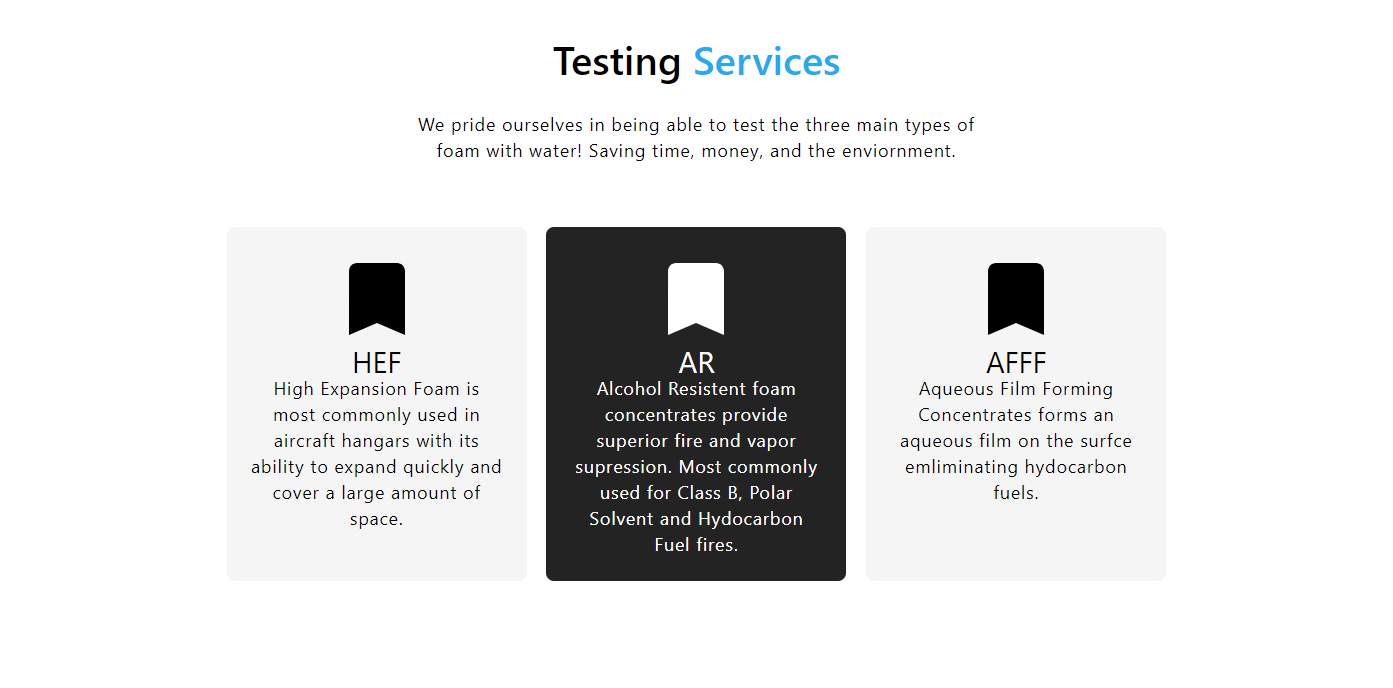 Testing Services
We pride ourselves in being able to test the three main types of
foam with water! Saving time, money, and the enviornment.
HEF
High Expansion Foam is
most commonly used in
aircraft hangars with its
ability to expand quickly and
cover a large amount of
space.
AR
Alcohol Resistent foam
concentrates provide
superior fire and vapor
supression. Most commonly
used for Class B, Polar
Solvent and Hydocarbon
Fuel fires.
AFFF
Aqueous Film Forming
Concentrates forms an
aqueous film on the surfce
emliminating hydocarbon
fuels.